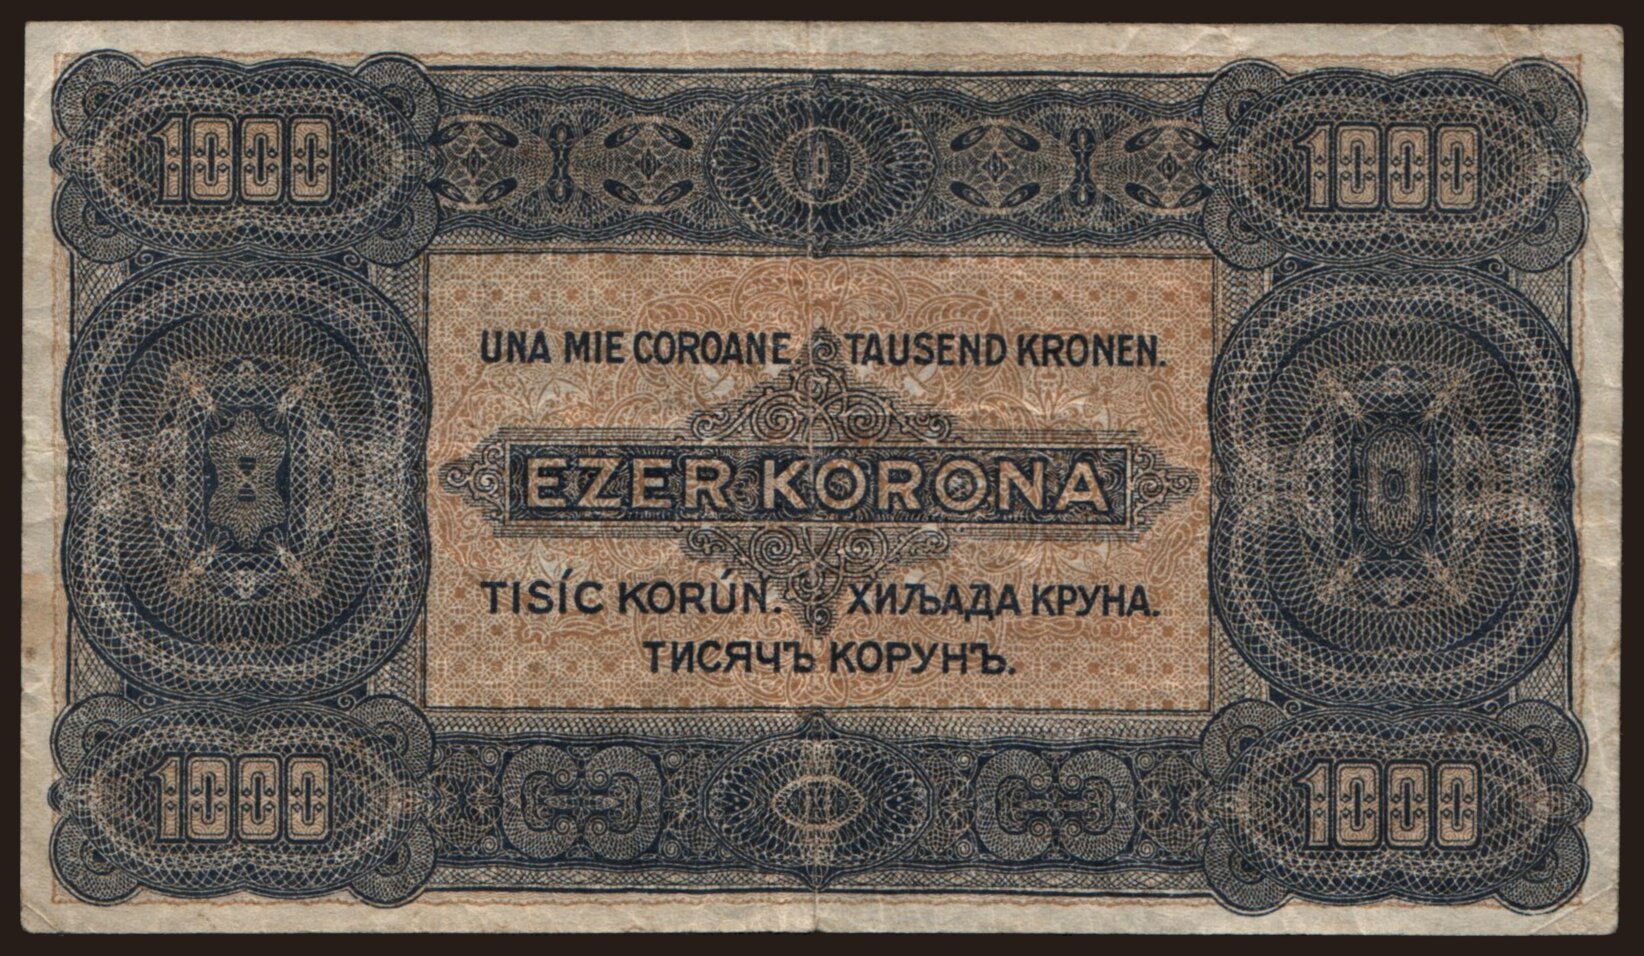 1000 1000
UNA MIE COROANE. TAUSEND KRONEN.
EZER KORONA
TISÍC KORÚN. ХИЉАДА КРУНА.
ТИСЯЧЪ КОРУНЪ.
1000 1000